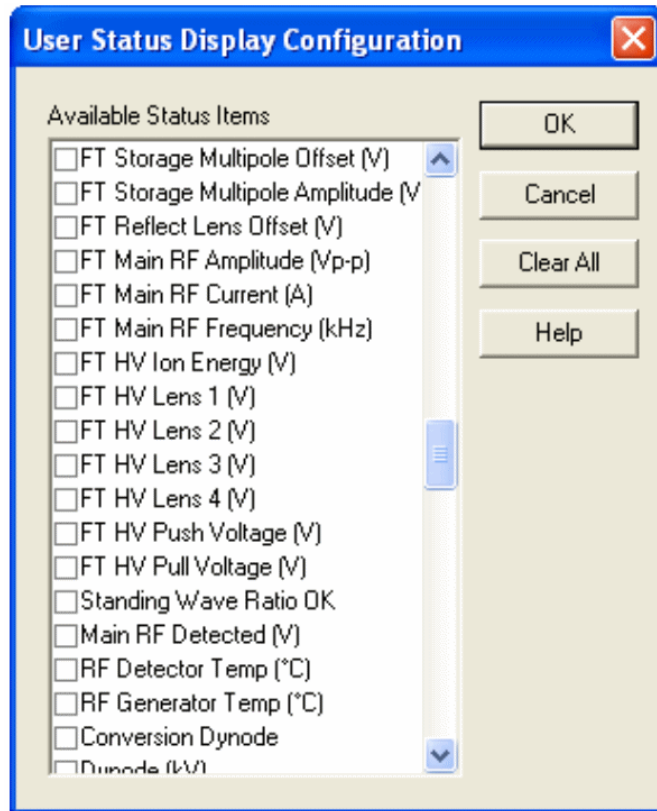 User Status Display Configuration
Available Status Items
FT Storage Multipole Offset (V)
FT Storage Multipole Amplitude (V
FT Reflect Lens Offset (V)
FT Main RF Amplitude (Vp-p)
FT Main RF Current (A)
FT Main RF Frequency (kHz)
FT HV Ion Energy (V)
FT HV Lens 1 (V)
FT HV Lens 2 (V)
FT HV Lens 3 (V)
FT HV Lens 4 (V)
FT HV Push Voltage (V)
FT HV Pull Voltage (V)
Standing Wave Ratio OK
Main RF Detected (V)
RF Detector Temp (°C)
RF Generator Temp (°C)
Conversion Dynode
Dynode (kV)
OK
Cancel
Clear All
Help